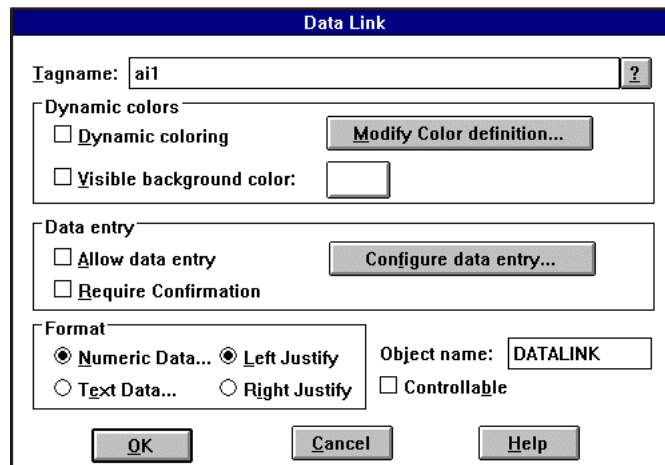 Data Link
Tagname: ai1 ?
Dynamic colors
Dynamic coloring Modify Color definition...
Visible background color:
Data entry
Allow data entry Configure data entry...
Require Confirmation
Format
Numeric Data... Left Justify
Text Data... Right Justify
Object name: DATALINK
Controllable
OK Cancel Help